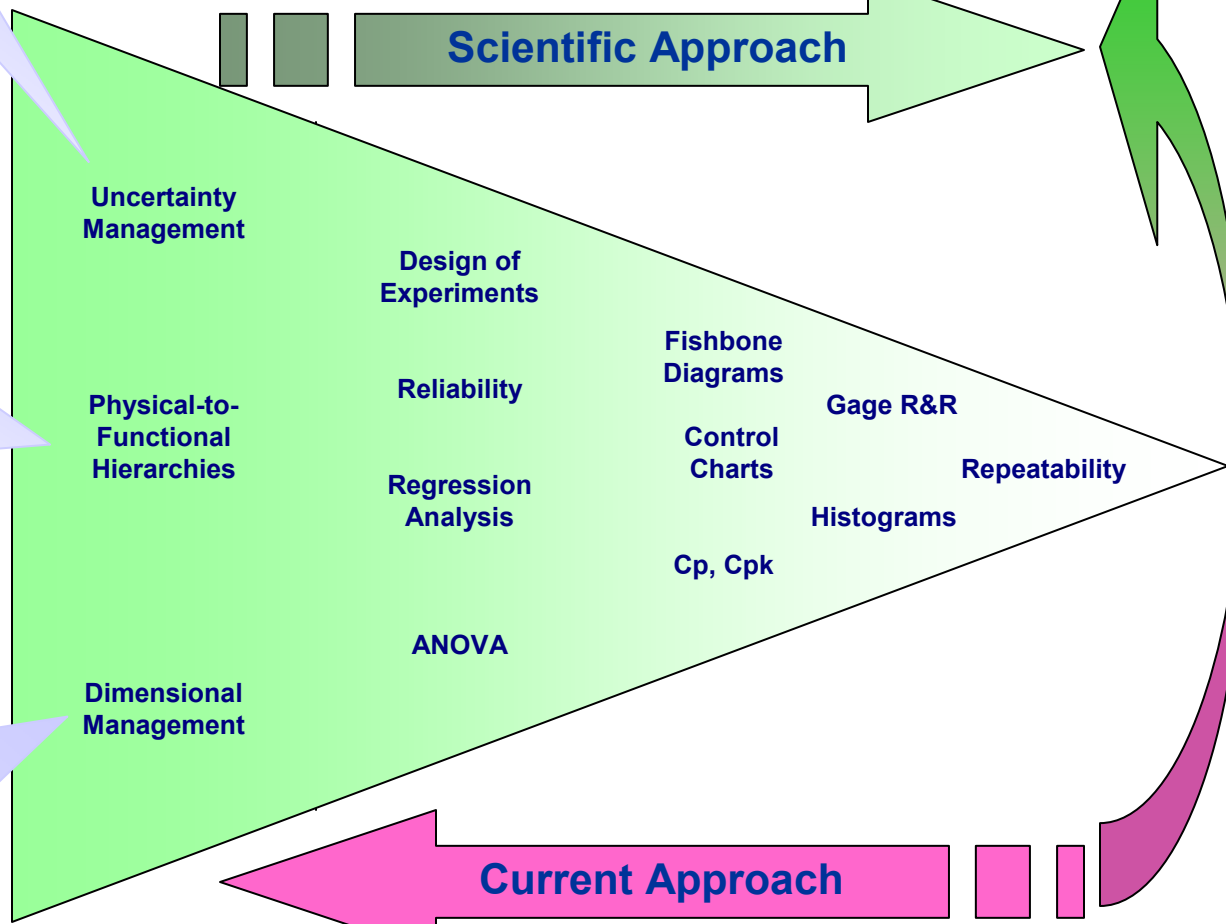 Scientific Approach
Uncertainty
Management
Physical-to-
Functional
Hierarchies
Dimensional
Management
Design of
Experiments
Reliability
Regression
Analysis
ANOVA
Fishbone
Diagrams
Control
Charts
Cp, Cpk
Gage R&R
Histograms
Repeatability
Current Approach